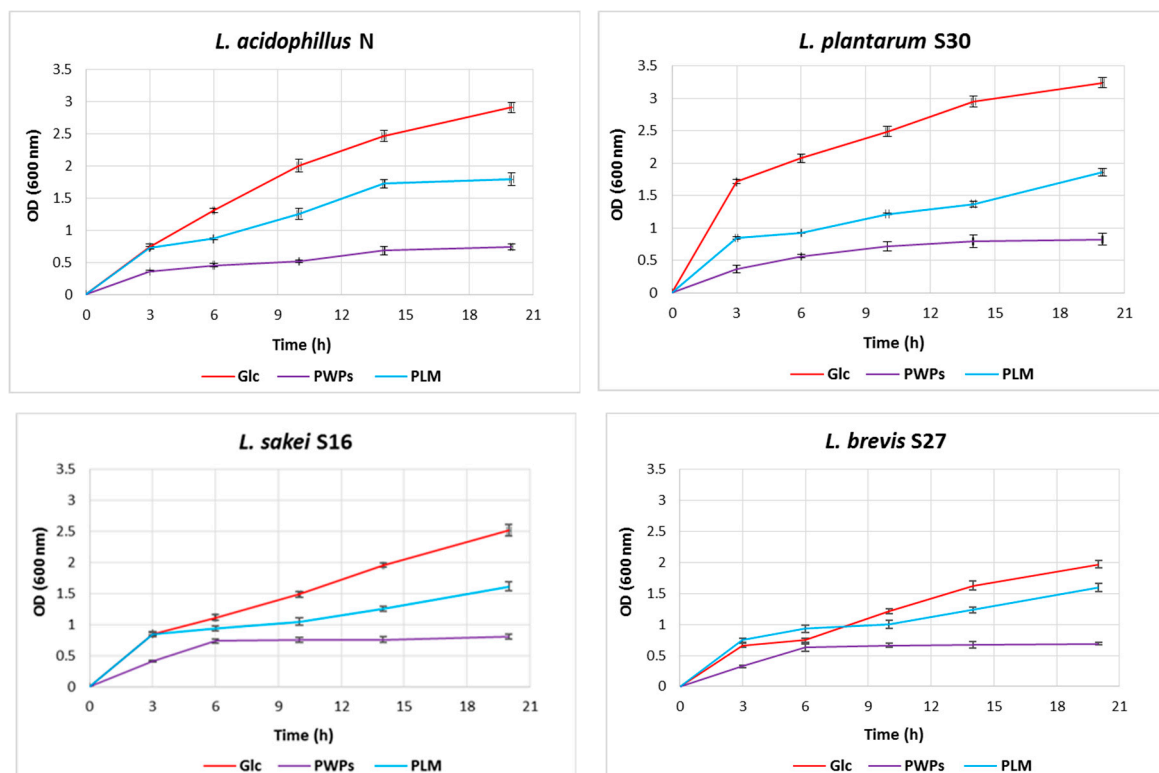 L. acidophillus N
3.5
3
2.5
2
1.5
1
0.5
0
OD (600 nm)
0 3 6 9 12 15 18 21
Time (h)
Glc PWPs PLM
L. plantarum S30
3.5
3
2.5
2
1.5
1
0.5
0
OD (600 nm)
0 3 6 9 12 15 18 21
Time (h)
Glc PWPs PLM
L. sakei S16
3.5
3
2.5
2
1.5
1
0.5
0
OD (600 nm)
0 3 6 9 12 15 18 21
Time (h)
Glc PWPs PLM
L. brevis S27
3.5
3
2.5
2
1.5
1
0.5
0
OD (600 nm)
0 3 6 9 12 15 18 21
Time (h)
Glc PWPs PLM